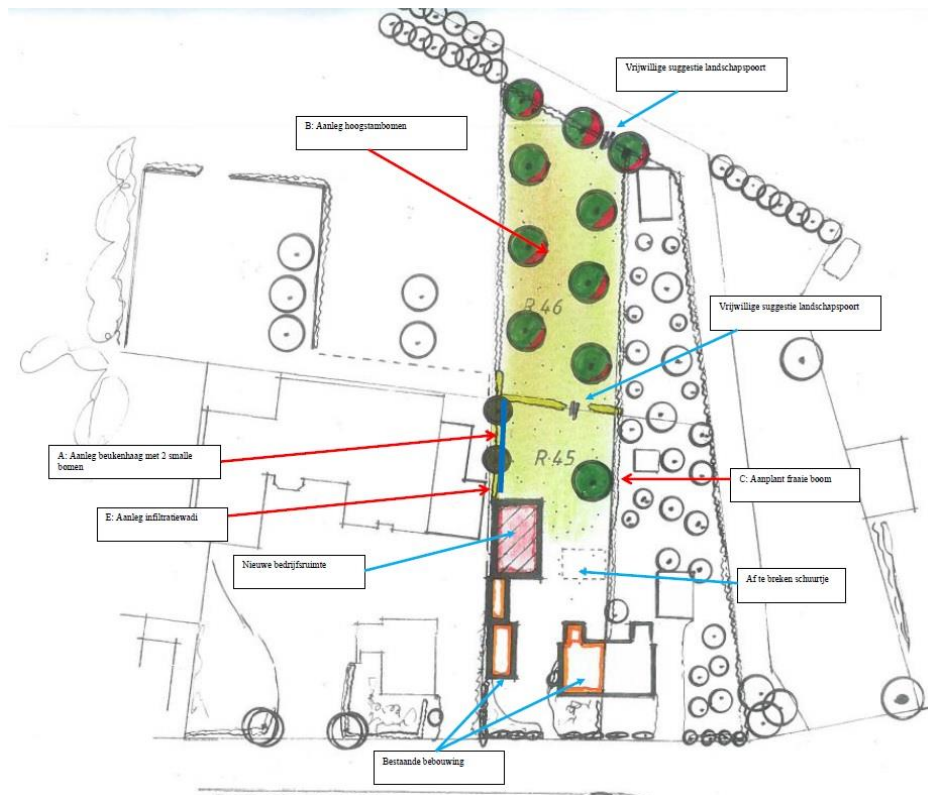 Vrijwillige suggestie landschapspoort
B: Aanleg hoogstambomen
R.46
Vrijwillige suggestie landschapspoort
A: Aanleg beukenhaag met 2 smalle
bomen
R.45
C: Aanplant fraaie boom
E: Aanleg infiltratiewadi
Nieuwe bedrijfsruimte
Af te breken schuurtje
Bestaande bebouwing